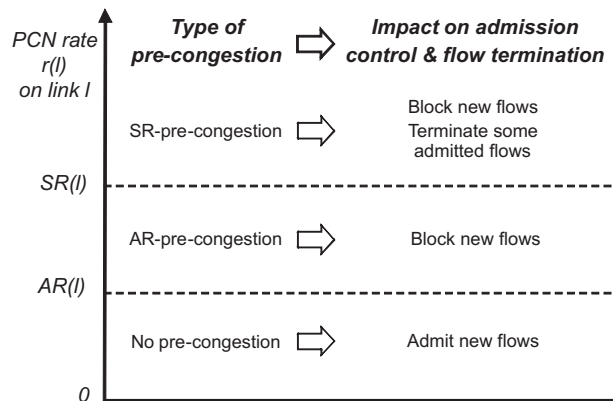 PCN rate
r(l)
on link l
Type of
pre-congestion
Impact on admission
control & flow termination
SR-pre-congestion
Block new flows
Terminate some
admitted flows
SR(l)
AR-pre-congestion
Block new flows
AR(l)
No pre-congestion
Admit new flows
0